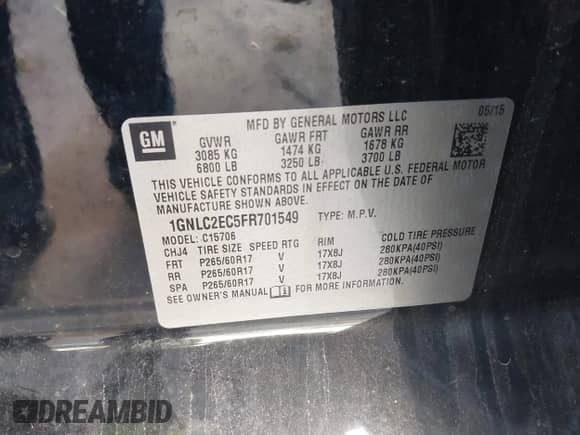 MFD BY GENERAL MOTORS LLC 05/15
GM
GVWR GAWR FRT GAWR RR
3085 KG 1474 KG 1678 KG
6800 LB 3250 LB 3700 LB
THIS VEHICLE CONFORMS TO ALL APPLICABLE U.S. FEDERAL MOTOR
VEHICLE SAFETY STANDARDS IN EFFECT ON THE DATE OF
MANUFACTURE SHOWN ABOVE.
1GNLC2EC5FR701549 TYPE: M.P.V.
MODEL: C15706
CHJ4 TIRE SIZE SPEED RTG RIM COLD TIRE PRESSURE
FRT P265/60R17 V 17X8J 280KPA(40PSI)
RR P265/60R17 V 17X8J 280KPA(40PSI)
SPA P265/60R17 V 17X8J 280KPA(40PSI)
SEE OWNER'S MANUAL FOR MORE INFORMATION.
DREAMBID